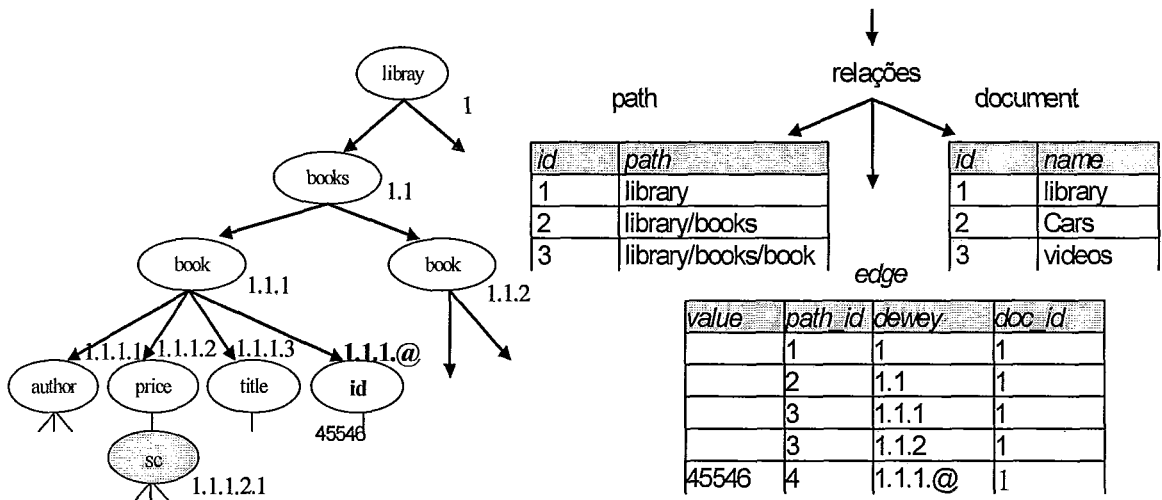 libray
1
books
1.1
book
1.1.1
book
1.1.2
1.1.1.1
1.1.1.2
1.1.1.3
1.1.1.@
author
price
title
id
45546
sc
1.1.1.2.1
relações
path
id path
1 library
2 library/books
3 library/books/book
document
id name
1 library
2 Cars
3 videos
edge
value path_id dewey doc_id
1 1 1
2 1.1 1
3 1.1.1 1
3 1.1.2 1
45546 4 1.1.1.@ 1